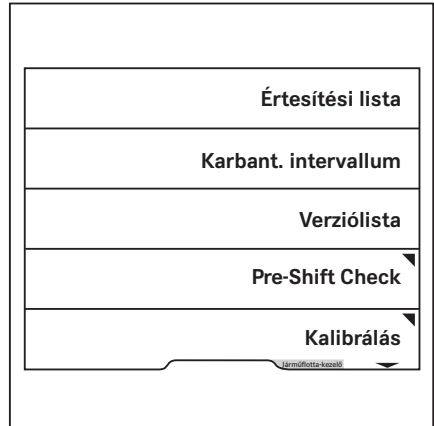 Értesítési lista
Karbant. intervallum
Verziólista
Pre-Shift Check
Kalibrálás
Járműflotta-kezelő